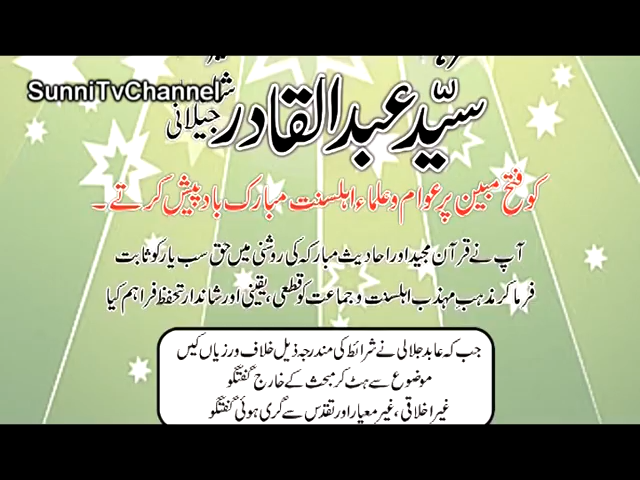 SunniTvChannel
سیّد عبدالقادر جیلانی
کو فتح مبین پر عوام و علماء اہلسنت مبارک باد پیش کرتے۔
آپ نے قرآن مجید اور احادیث مبارکہ کی روشنی میں حق سب یار کو ثابت
فرما کر مذہبِ مہذب اہلسنت و جماعت کو قطعی، یقینی اور شاندار تحفظ فراہم کیا
جب کہ عابد جلالی نے شرائط کی مندرجہ ذیل خلاف ورزیاں کیں
موضوع سے ہٹ کر مبحث کے خارج گفتگو
غیر اخلاقی، غیر معیار اور تقدس سے گری ہوئی گفتگو